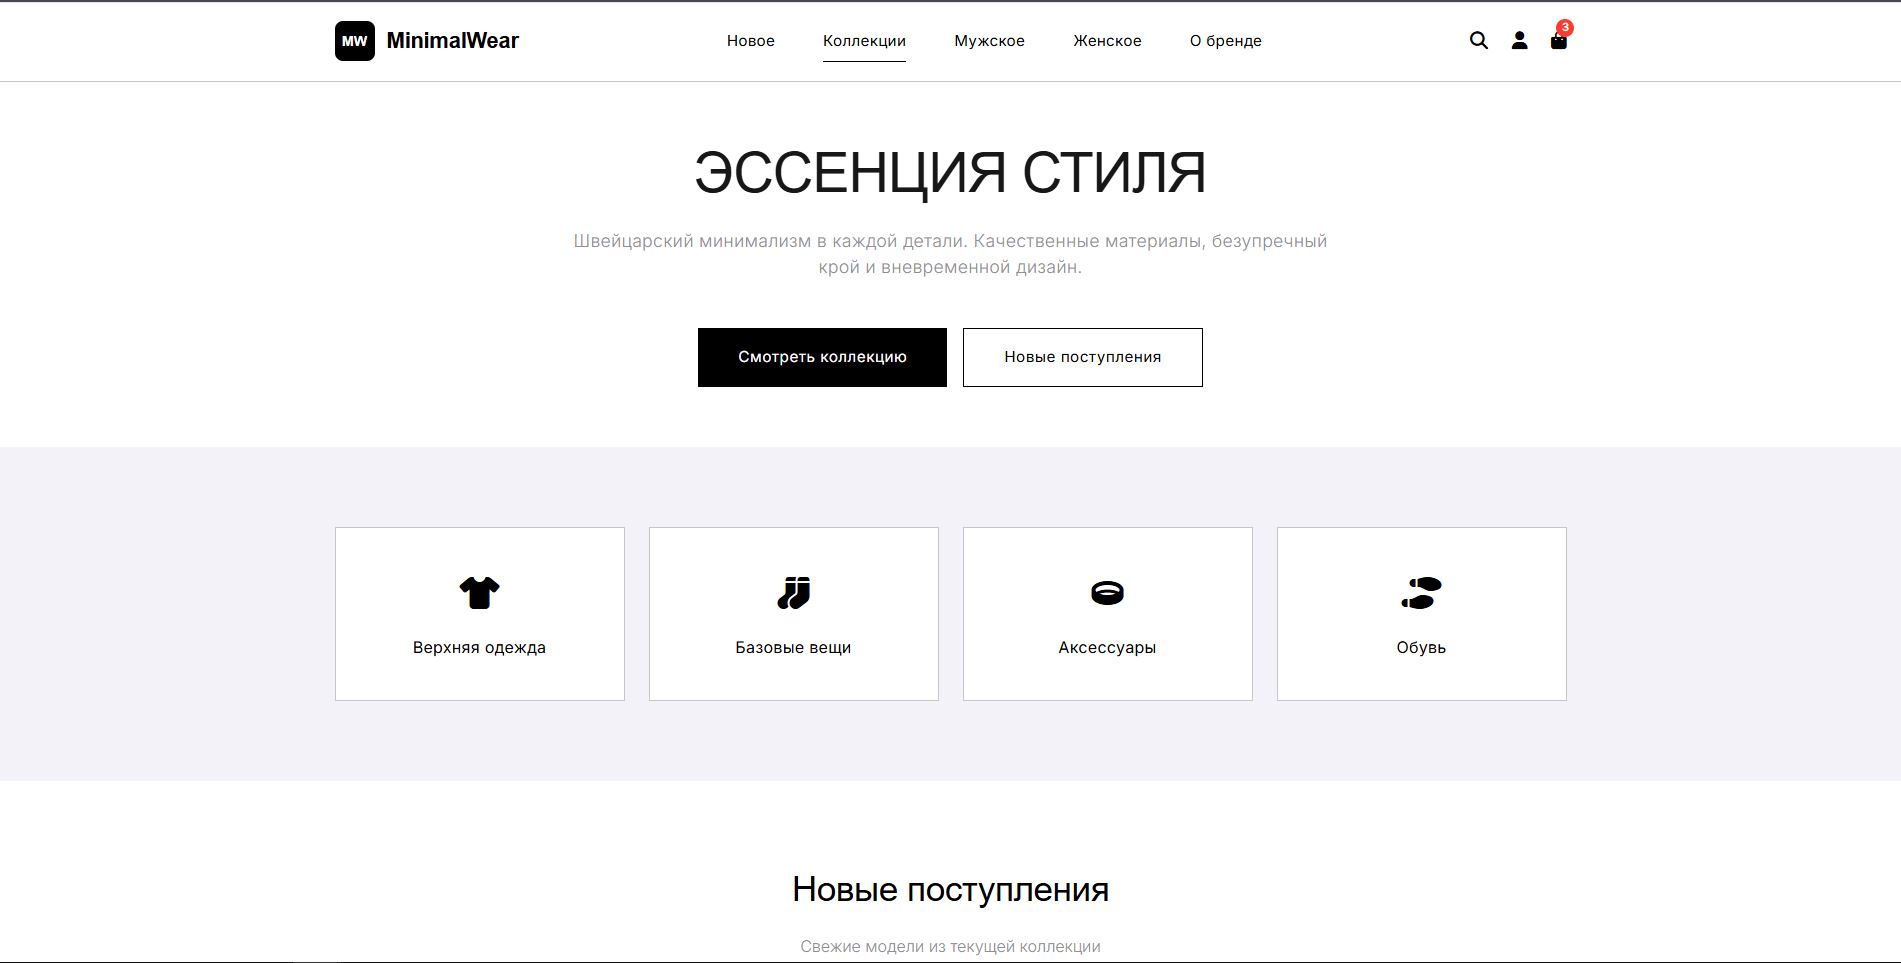 MW
MinimalWear
Новое
Коллекции
Мужское
Женское
О бренде
3
ЭССЕНЦИЯ СТИЛЯ
Швейцарский минимализм в каждой детали. Качественные материалы, безупречный
крой и вневременной дизайн.
Смотреть коллекцию
Новые поступления
Верхняя одежда
Базовые вещи
Аксессуары
Обувь
Новые поступления
Свежие модели из текущей коллекции